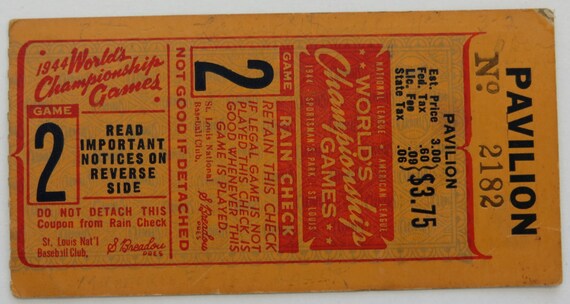 1944 World's
Championship
Games
GAME
2
READ
IMPORTANT
NOTICES ON
REVERSE
SIDE
DO NOT DETACH THIS
Coupon from Rain Check
St. Louis Nat'l
Baseball Club,
S. Breadon
PRES
NOT GOOD IF DETACHED
2
St. Louis National
Baseball Club,
S. Breadon
PRES
GAME
RAIN CHECK
RETAIN THIS CHECK
IF LEGAL GAME IS NOT
PLAYED THIS CHECK IS
GOOD WHENEVER THIS
GAME IS PLAYED.
NATIONAL LEAGUE - AMERICAN LEAGUE
WORLD'S
Championship
GAMES
1944 SPORTSMAN'S PARK - ST. LOUIS
PAVILION
Est. Price 3.00
Fed. Tax .60
Lic. Fee .09
State Tax .06
$3.75
No 2182
PAVILION